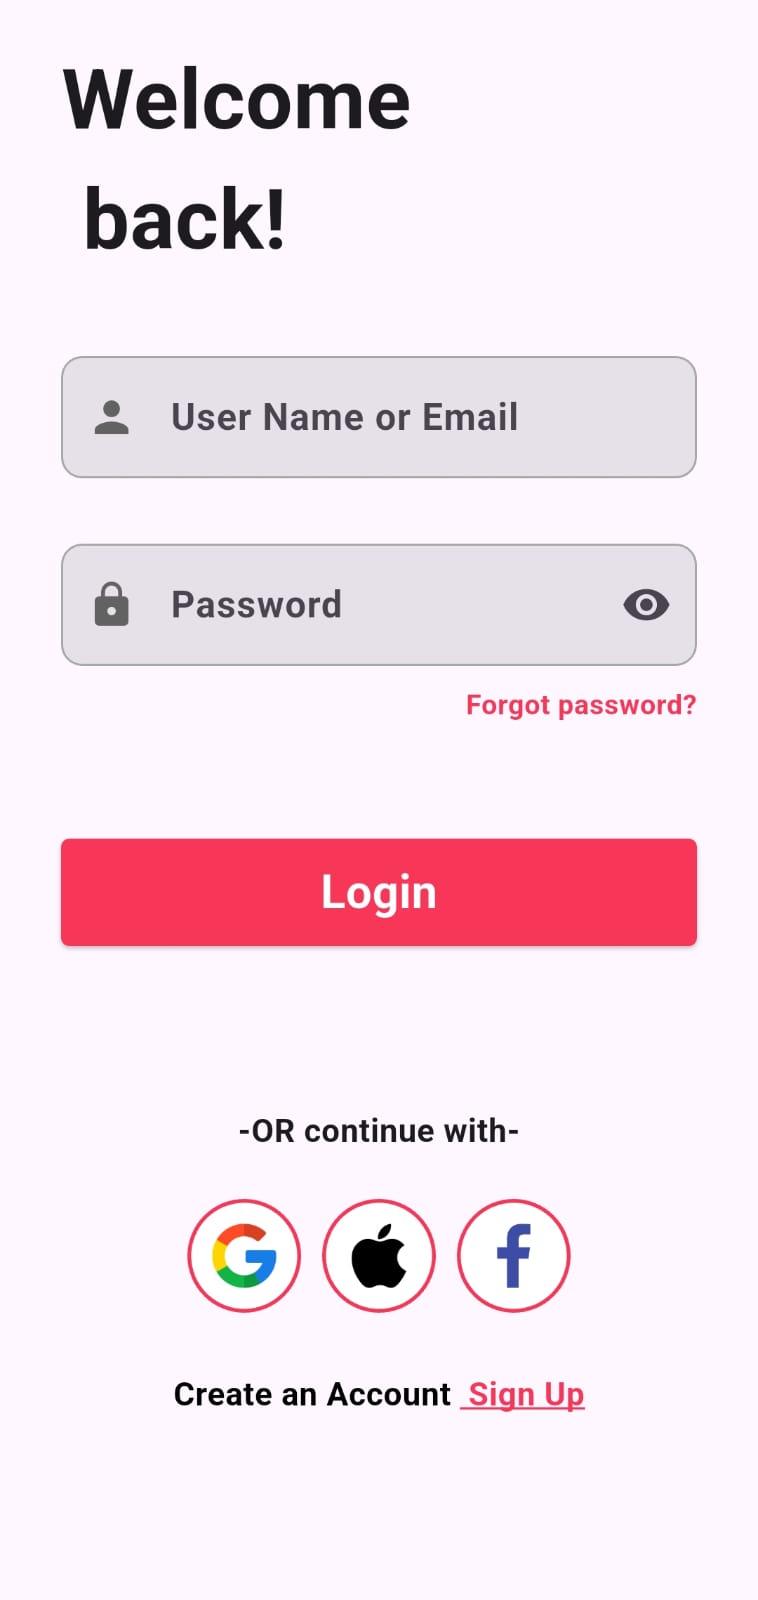 Welcome
back!
User Name or Email
Password
Forgot password?
Login
-OR continue with-
Create an Account Sign Up